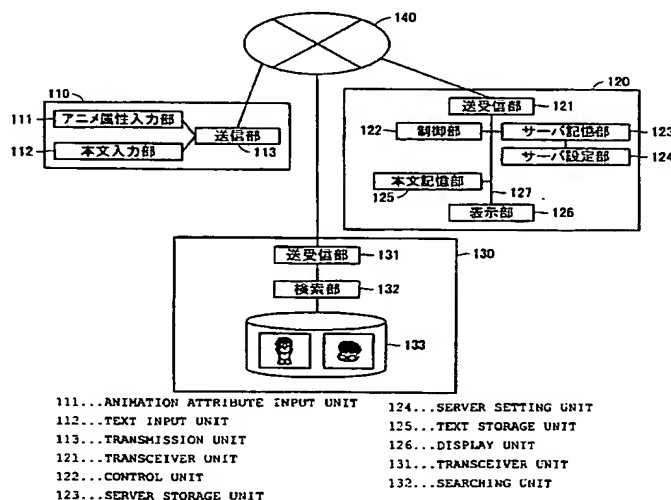 140
110
111 アニメ属性入力部
送信部
112 本文入力部
113
120
送受信部 121
122 制御部
サーバ記憶部 123
サーバ設定部 124
本文記憶部
125
127
表示部 126
送受信部 131
130
検索部 132
133
111...ANIMATION ATTRIBUTE INPUT UNIT
112...TEXT INPUT UNIT
113...TRANSMISSION UNIT
121...TRANSCEIVER UNIT
122...CONTROL UNIT
123...SERVER STORAGE UNIT
124...SERVER SETTING UNIT
125...TEXT STORAGE UNIT
126...DISPLAY UNIT
131...TRANSCEIVER UNIT
132...SEARCHING UNIT